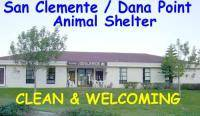 San Clemente / Dana Point
Animal Shelter
CLEAN & WELCOMING